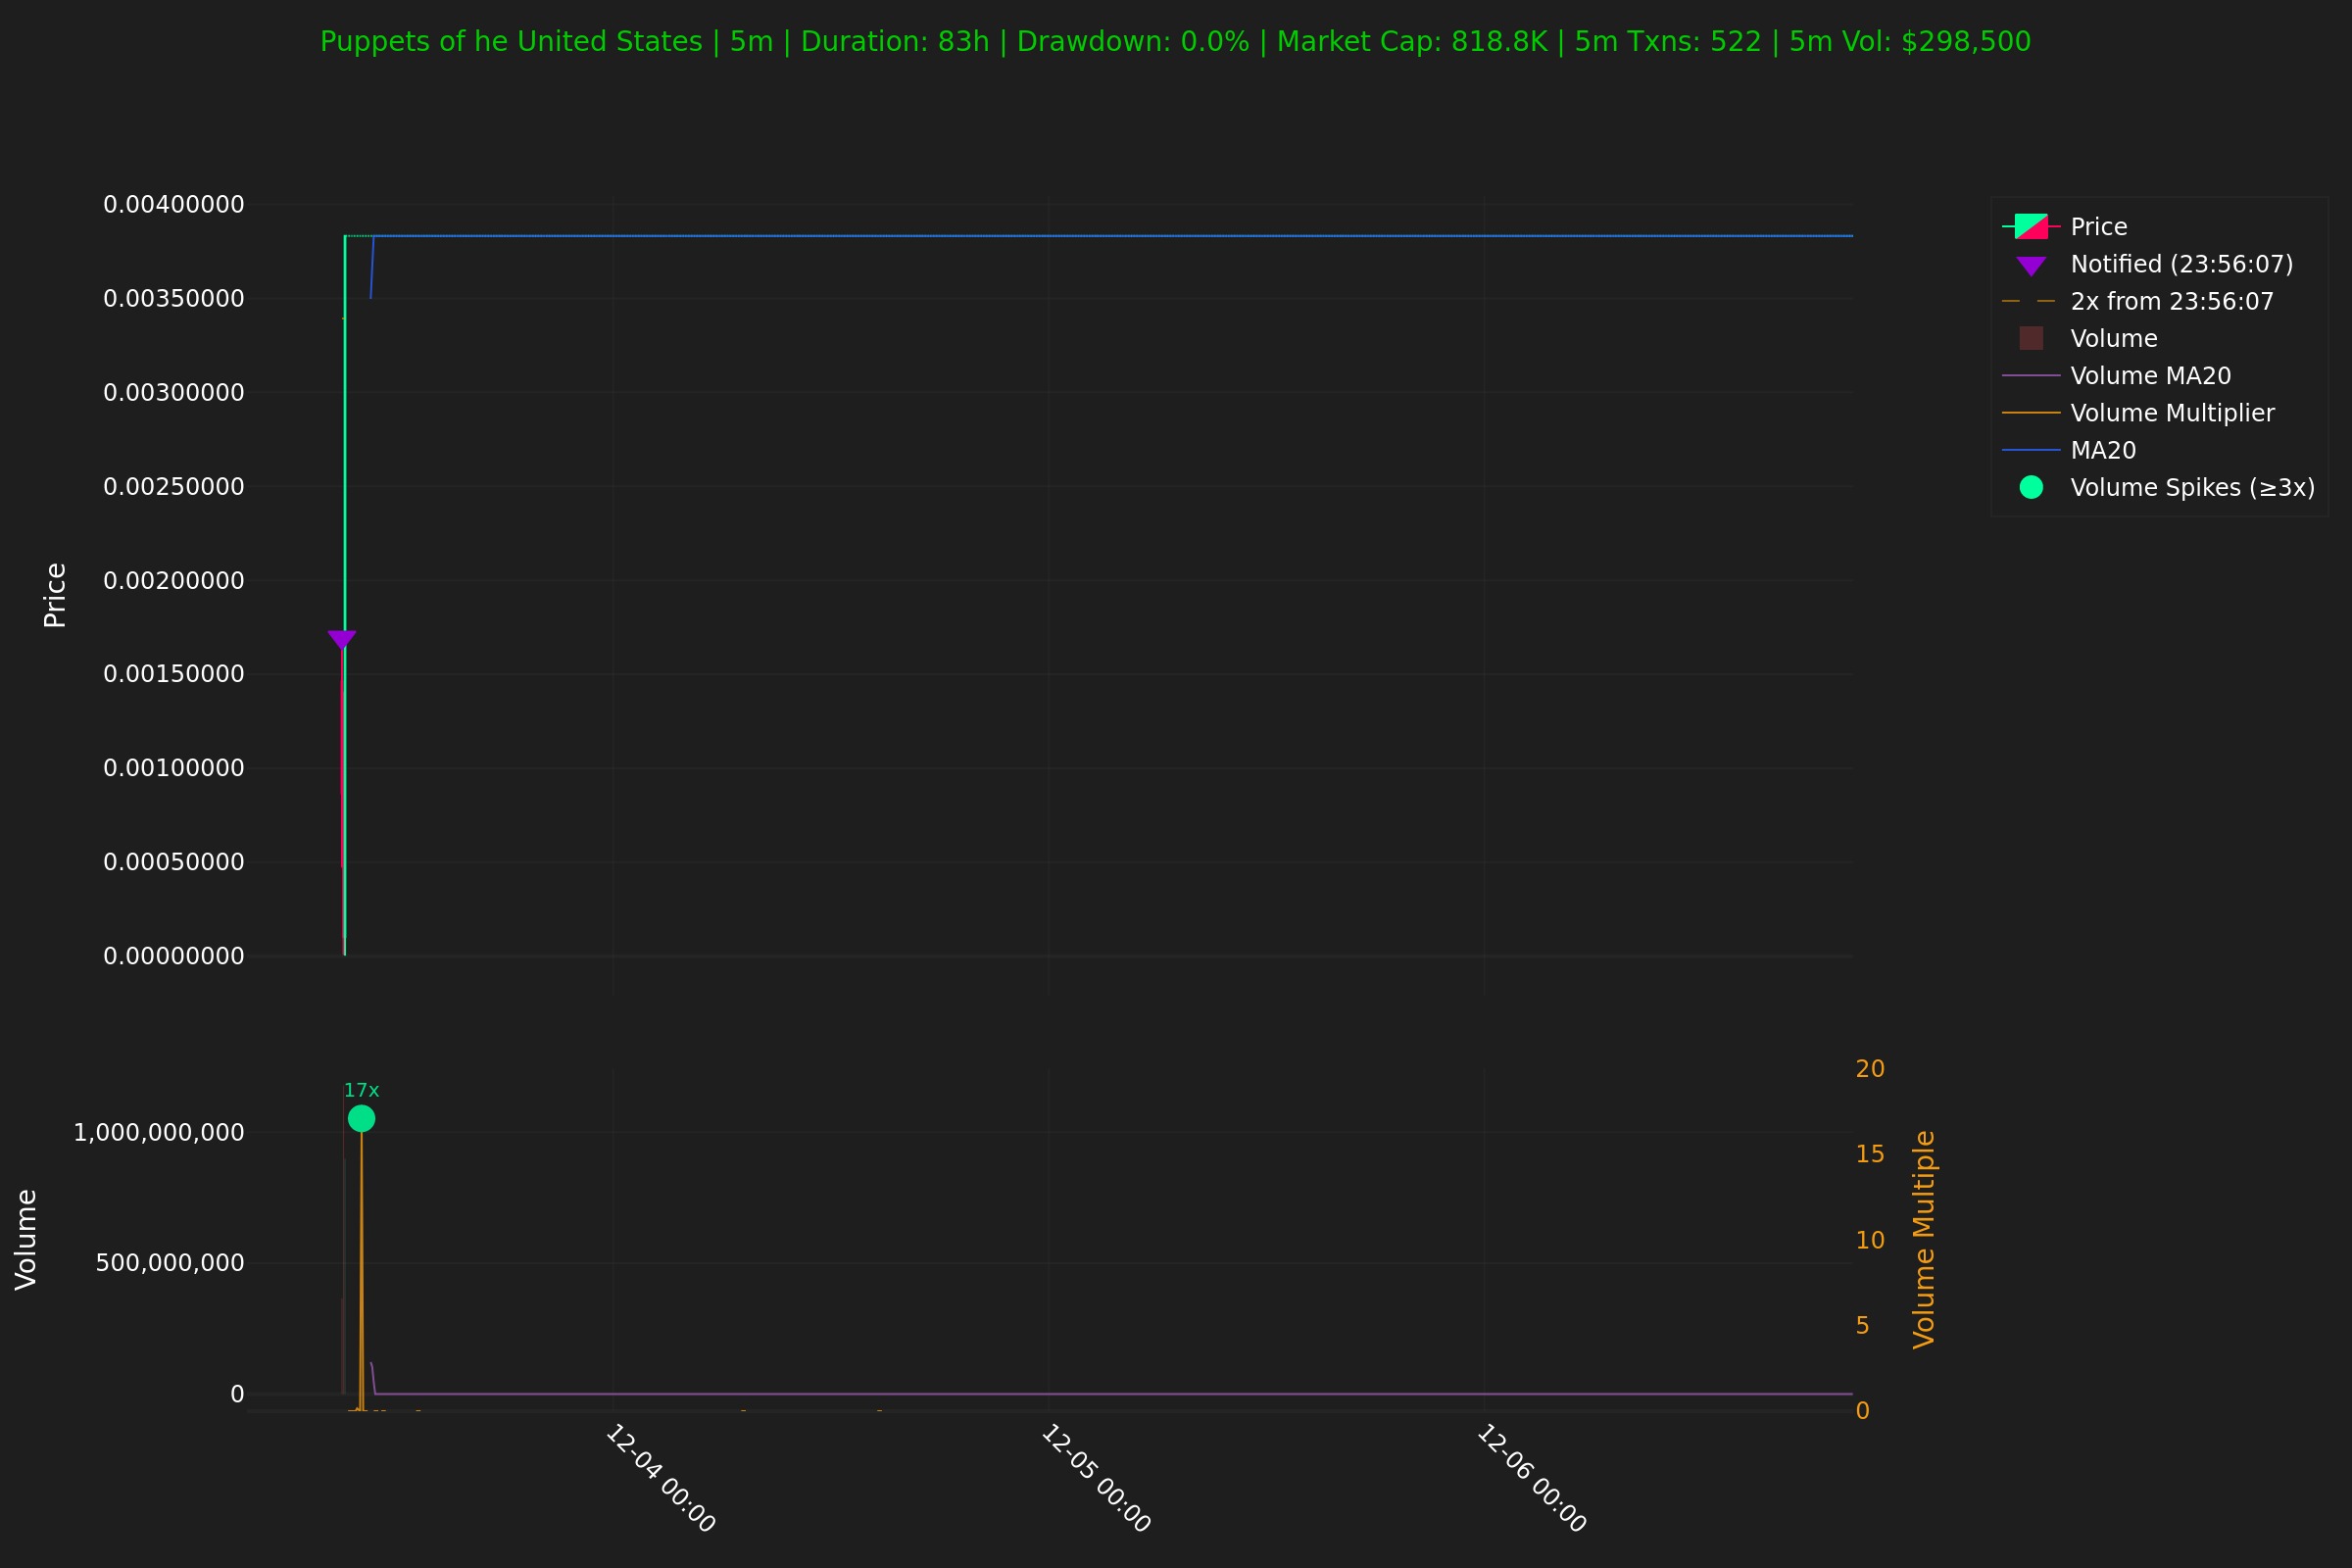 Puppets of he United States | 5m | Duration: 83h | Drawdown: 0.0% | Market Cap: 818.8K | 5m Txns: 522 | 5m Vol: $298,500
0.00400000
0.00350000
0.00300000
0.00250000
0.00200000
0.00150000
0.00100000
0.00050000
0.00000000
Price
Price
Notified (23:56:07)
2x from 23:56:07
Volume
Volume MA20
Volume Multiplier
MA20
Volume Spikes (≥3x)
17x
1,000,000,000
500,000,000
0
Volume
20
15
10
5
0
Volume Multiple
12-04 00:00
12-05 00:00
12-06 00:00